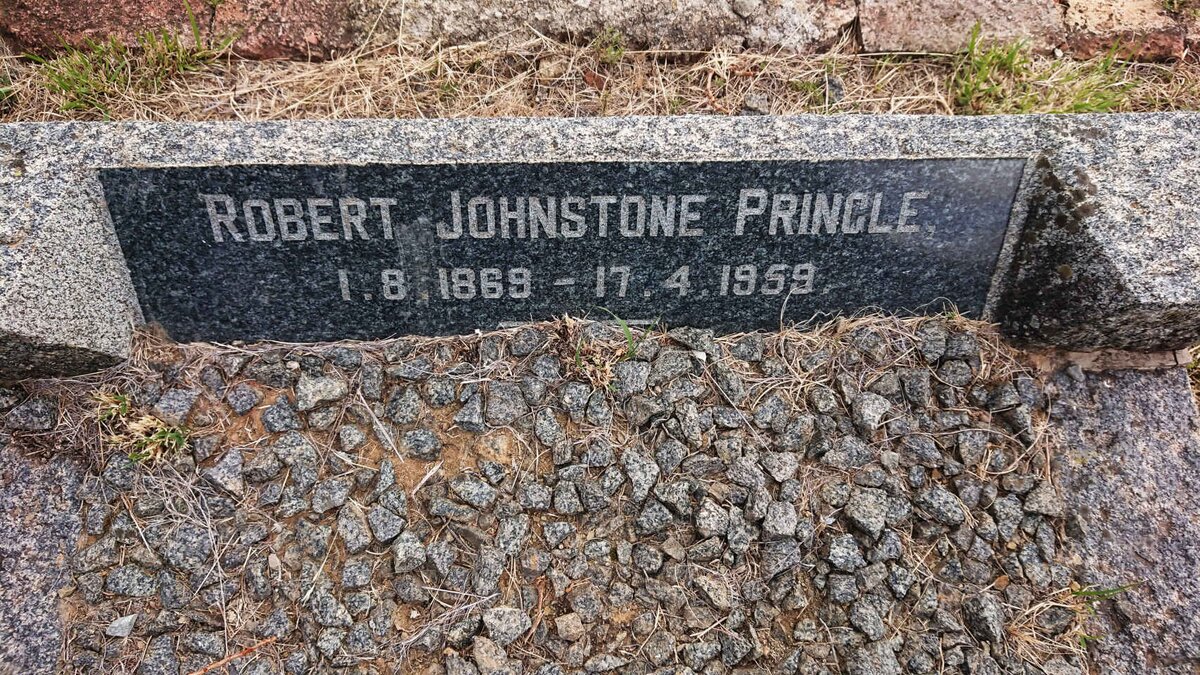 ROBERT JOHNSTONE PRINGLE,
1.8.1869 - 17.4.1959.